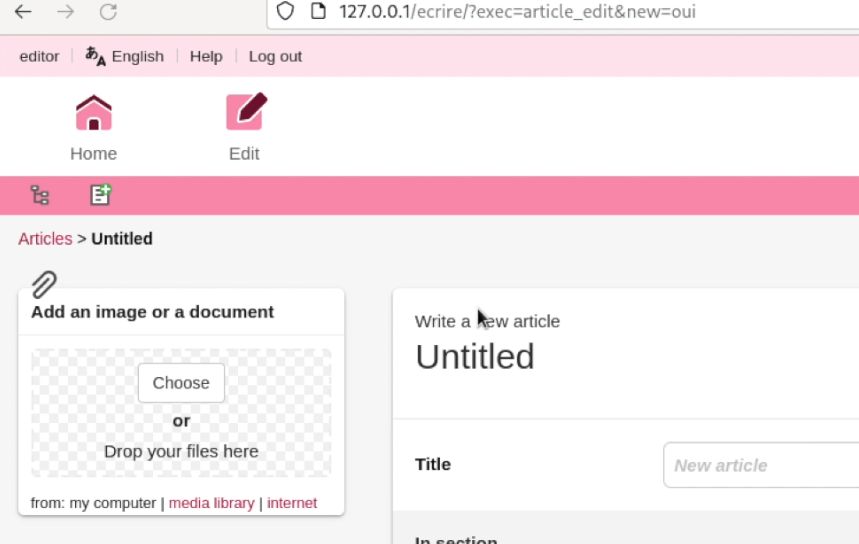 127.0.0.1/ecrire/?exec=article_edit&new=oui
editor English Help Log out
Home Edit
Articles > Untitled
Add an image or a document
Choose
or
Drop your files here
from: my computer | media library | internet
Write a new article
Untitled
Title New article
In section